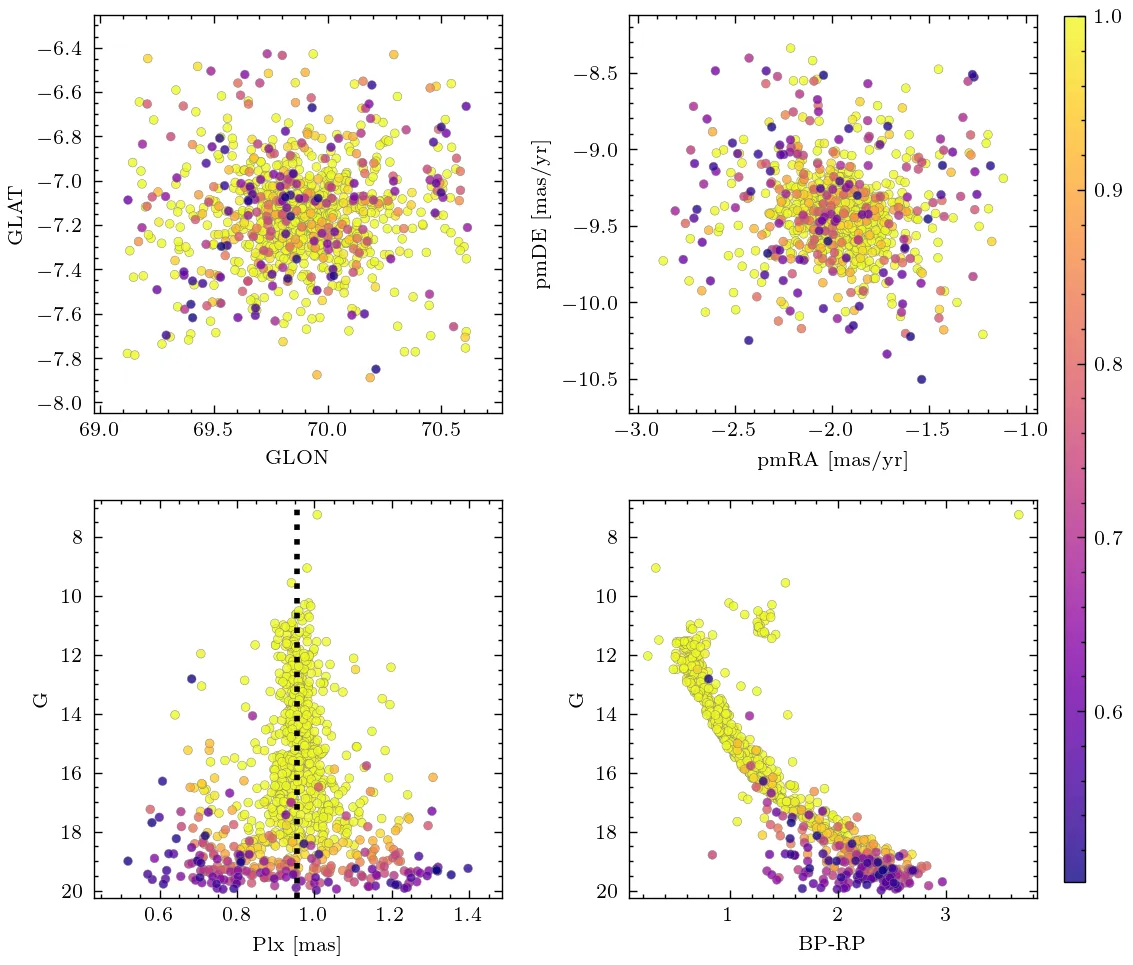 −6.4
−6.6
−6.8
−7.0
−7.2
−7.4
−7.6
−7.8
−8.0
GLAT
69.0 69.5 70.0 70.5
GLON
−8.5
−9.0
−9.5
−10.0
−10.5
pmDE [mas/yr]
−3.0 −2.5 −2.0 −1.5 −1.0
pmRA [mas/yr]
8
10
12
14
16
18
20
G
0.6 0.8 1.0 1.2 1.4
Plx [mas]
8
10
12
14
16
18
20
G
1 2 3
BP-RP
1.0
0.9
0.8
0.7
0.6